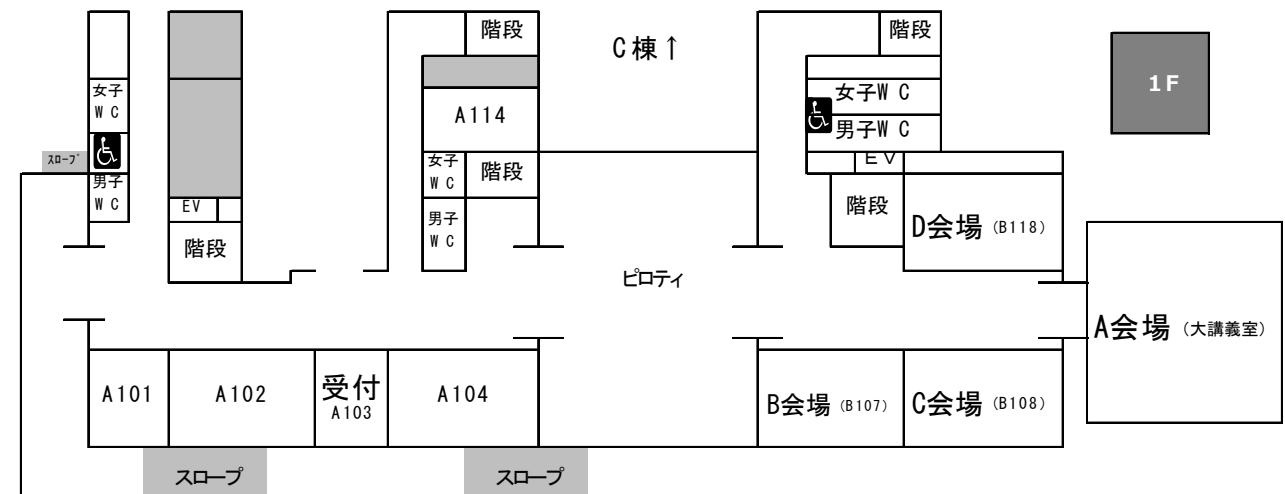 階段
C棟↑
階段
1F
女子
WC
A114
女子WC
男子WC
ｽﾛｰﾌﾟ
男子
WC
女子
WC
階段
EV
EV
階段
男子
WC
階段
D会場 (B118)
ピロティ
A会場 (大講義室)
A101
A102
受付
A103
A104
B会場 (B107)
C会場 (B108)
スロープ
スロープ